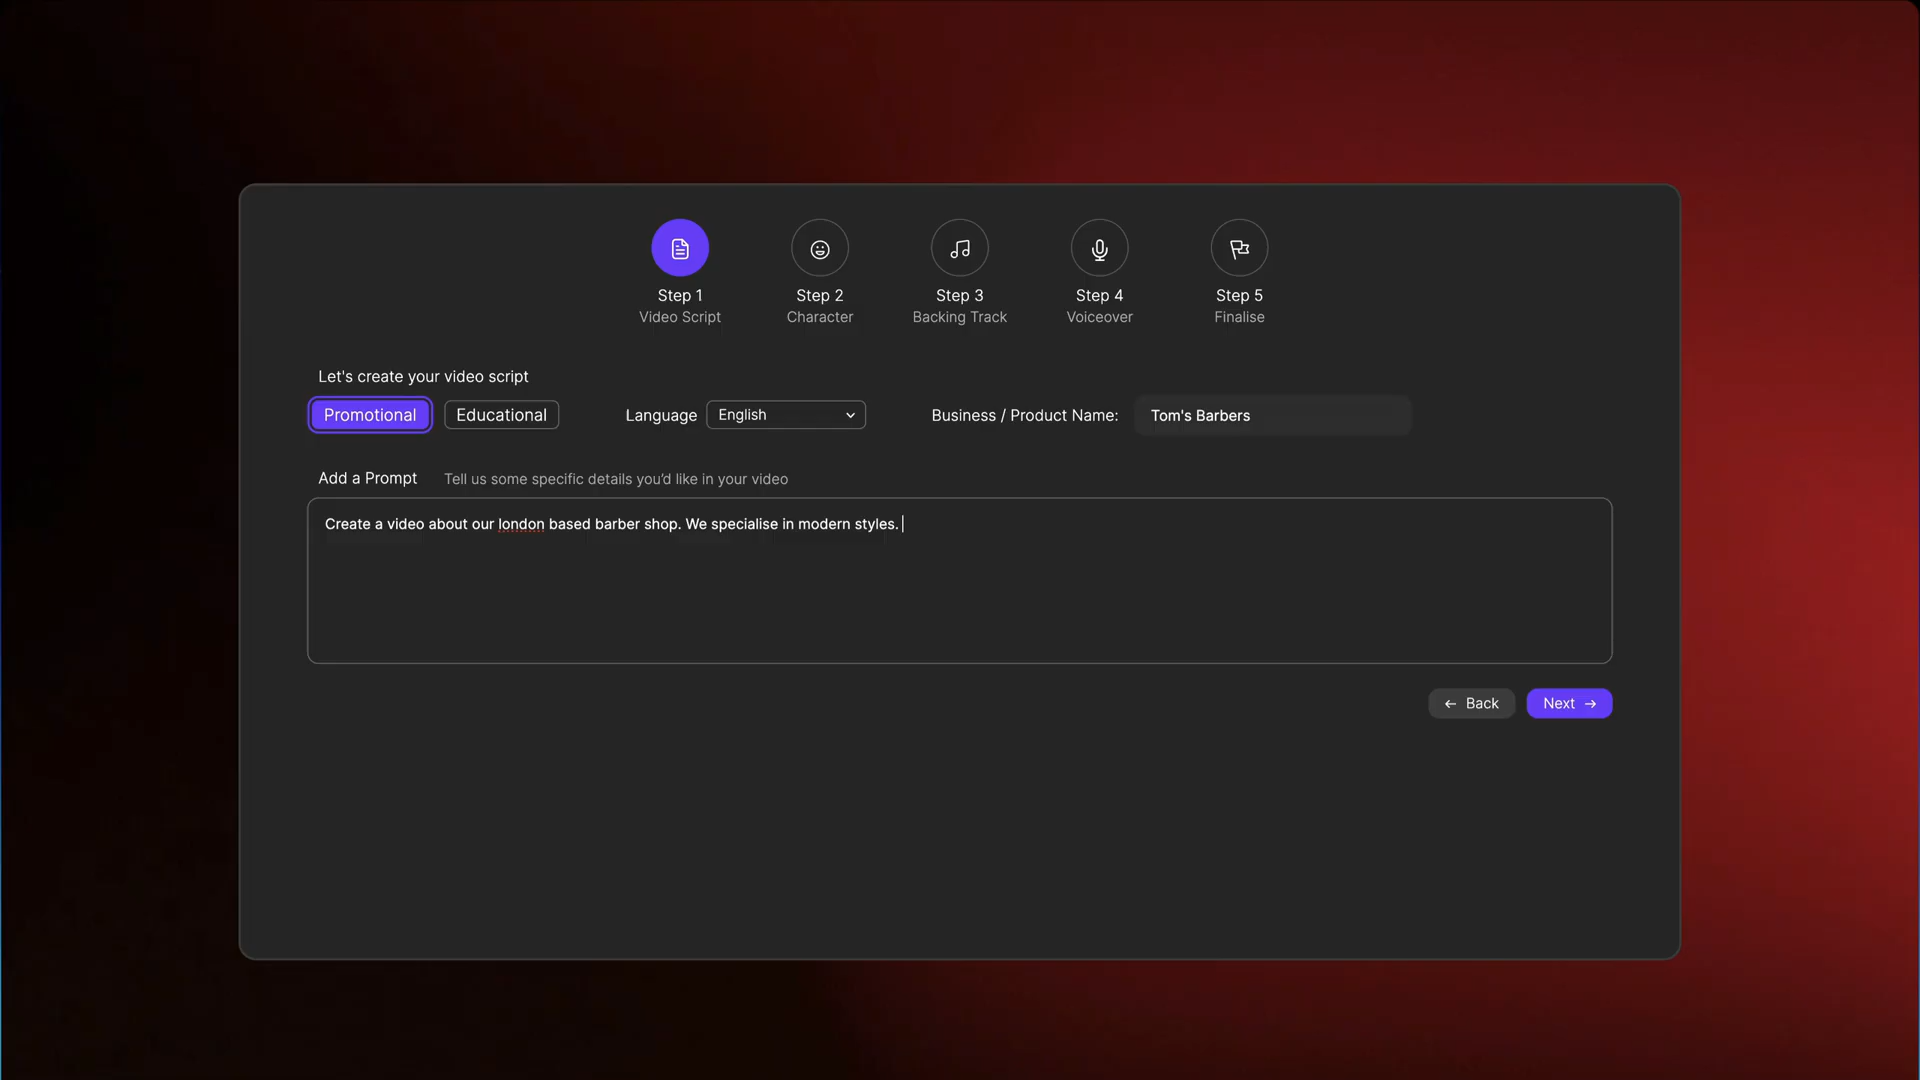 Step 1
Video Script
Step 2
Character
Step 3
Backing Track
Step 4
Voiceover
Step 5
Finalise
Let's create your video script
Promotional Educational Language English Business / Product Name: Tom's Barbers
Add a Prompt Tell us some specific details you'd like in your video
Create a video about our london based barber shop. We specialise in modern styles.
← Back Next →